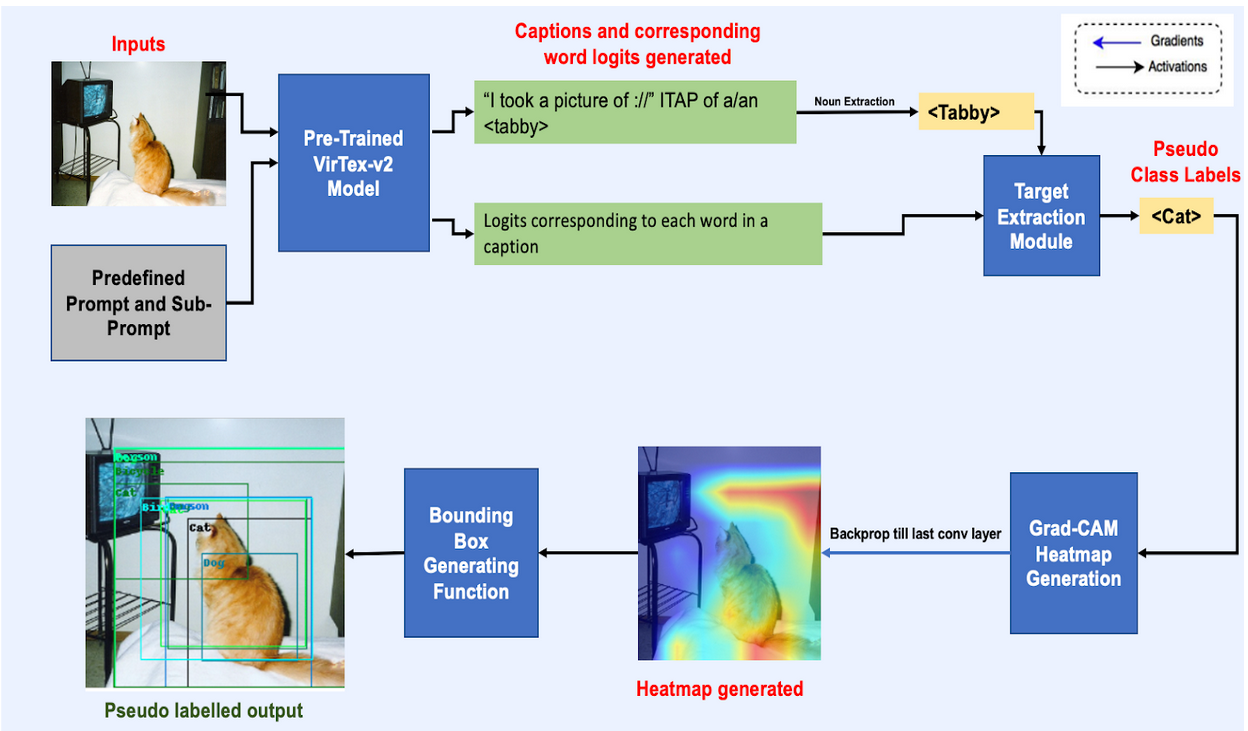 Inputs
Captions and corresponding
word logits generated
Gradients
Activations
Pre-Trained
VirTex-v2
Model
“I took a picture of ://” ITAP of a/an
<tabby>
Noun Extraction
<Tabby>
Target
Extraction
Module
Pseudo
Class Labels
<Cat>
Logits corresponding to each word in a
caption
Predefined
Prompt and Sub-
Prompt
Bicycle
Cat
Cat
Dog
Bounding
Box
Generating
Function
Backprop till last conv layer
Grad-CAM
Heatmap
Generation
Heatmap generated
Pseudo labelled output